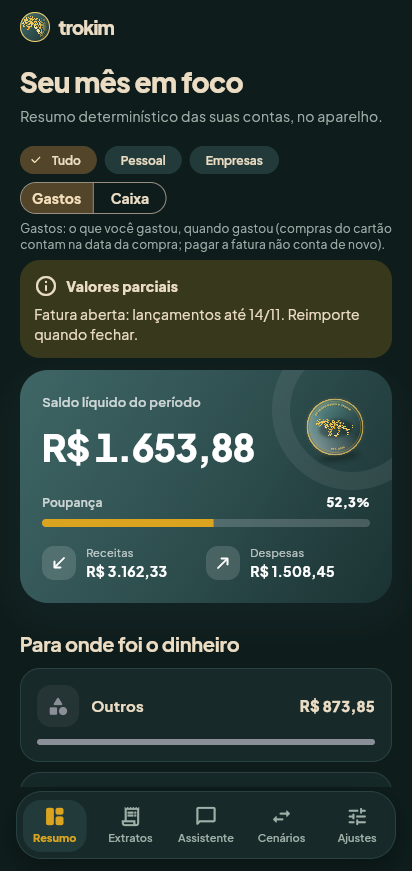 trokim
Seu mês em foco
Resumo determinístico das suas contas, no aparelho.
Tudo
Pessoal
Empresas
Gastos
Caixa
Gastos: o que você gastou, quando gastou (compras do cartão
contam na data da compra; pagar a fatura não conta de novo).
Valores parciais
Fatura aberta: lançamentos até 14/11. Reimporte
quando fechar.
Saldo líquido do período
R$ 1.653,88
Poupança
52,3%
Receitas
R$ 3.162,33
Despesas
R$ 1.508,45
Para onde foi o dinheiro
Outros
R$ 873,85
Resumo
Extratos
Assistente
Cenários
Ajustes